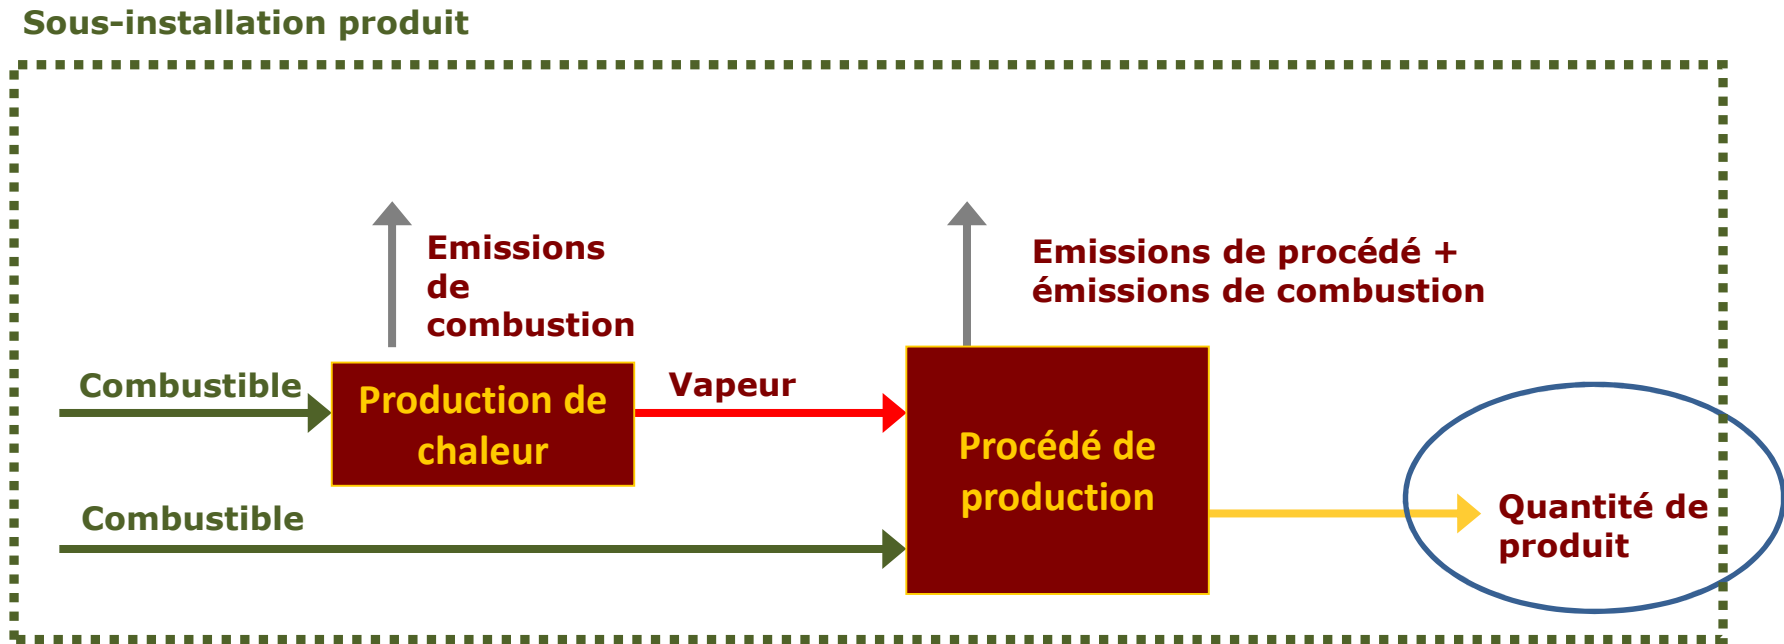 Sous-installation produit
Emissions
de
combustion
Emissions de procédé +
émissions de combustion
Combustible
Production de
chaleur
Vapeur
Procédé de
production
Combustible
Quantité de
produit